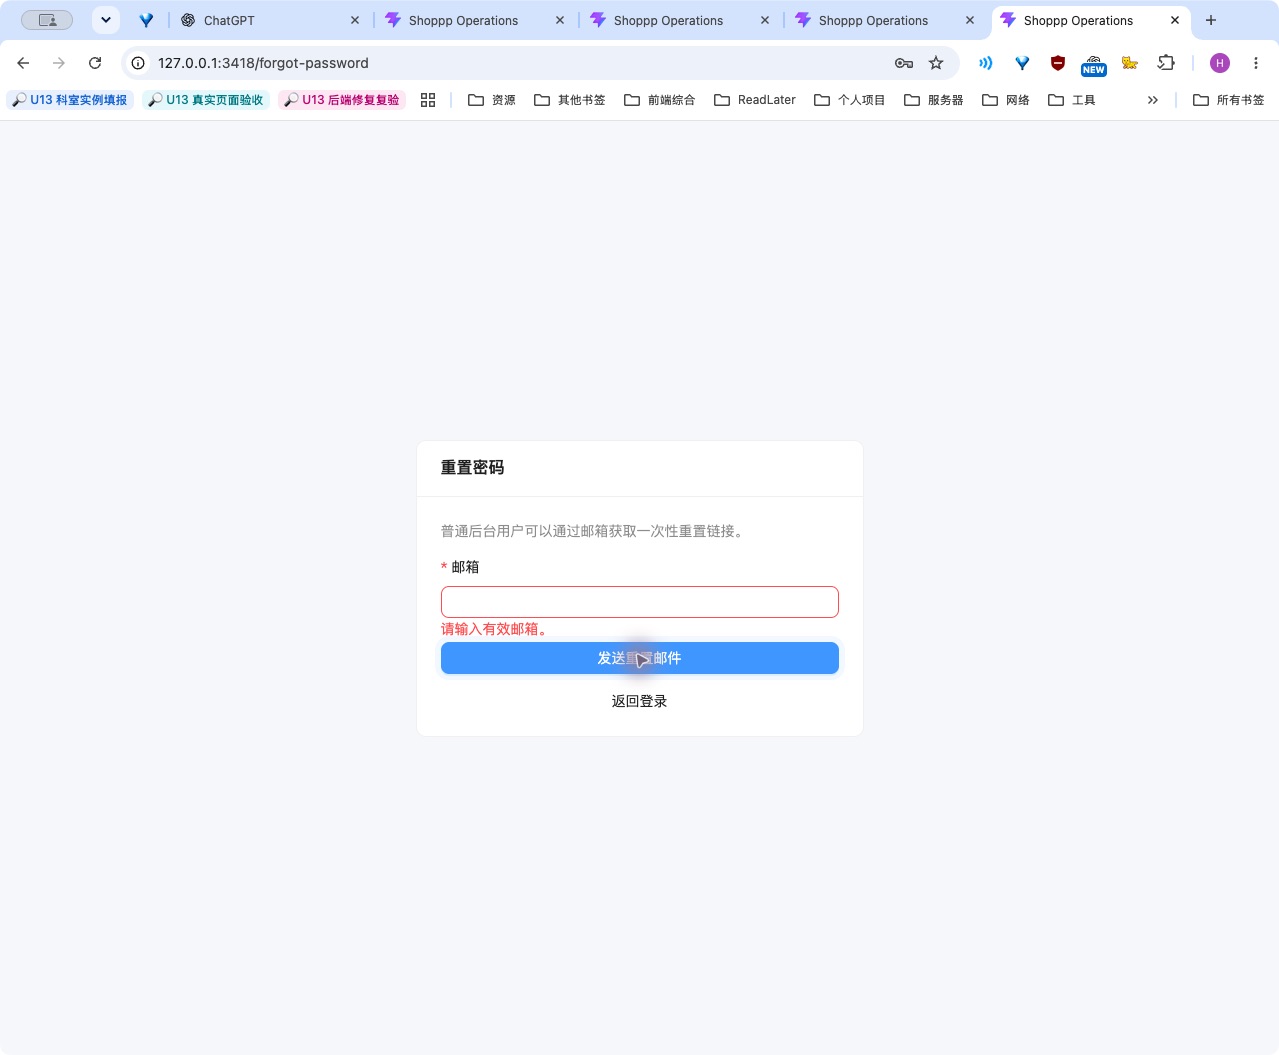 ChatGPT
Shoppp Operations
Shoppp Operations
Shoppp Operations
Shoppp Operations
127.0.0.1:3418/forgot-password
NEW
H
U13 科室实例填报
U13 真实页面验收
U13 后端修复复验
资源
其他书签
前端综合
ReadLater
个人项目
服务器
网络
工具
所有书签
重置密码
普通后台用户可以通过邮箱获取一次性重置链接。
* 邮箱
请输入有效邮箱。
发送重置邮件
返回登录